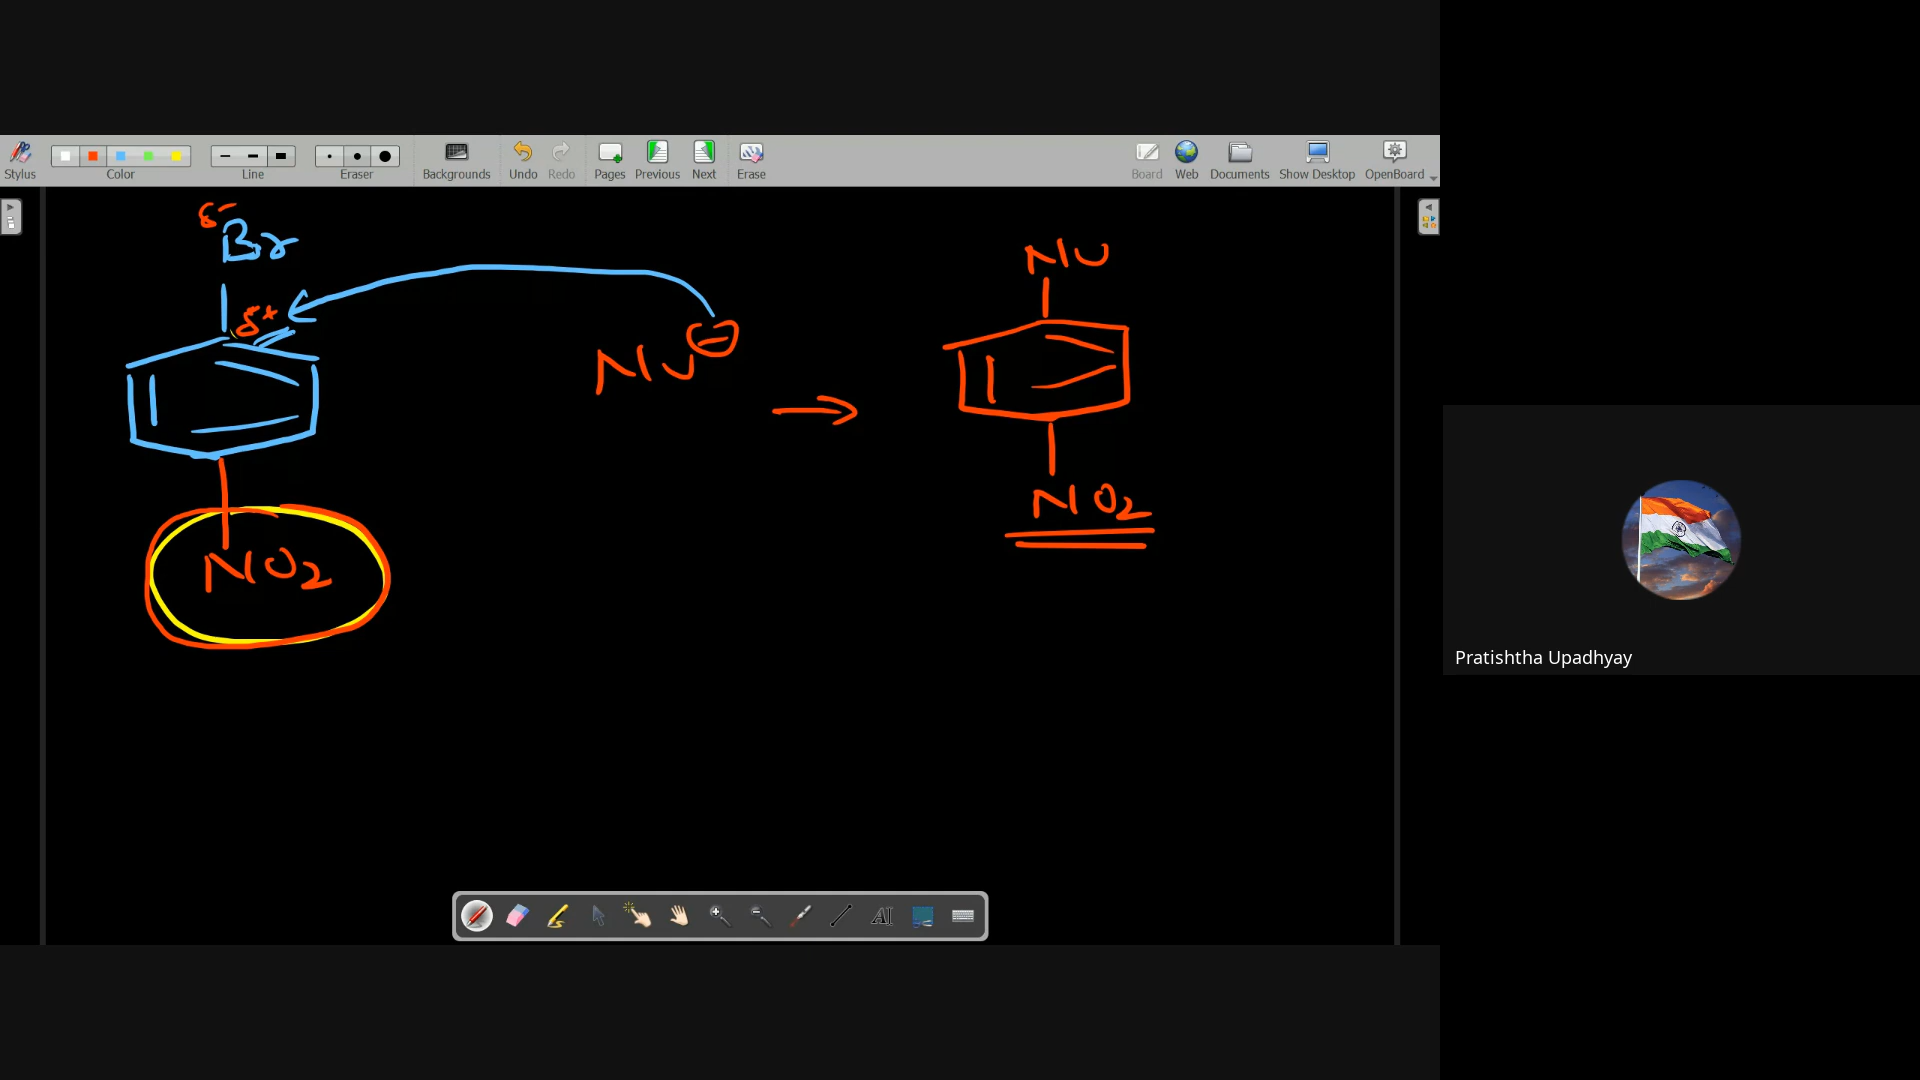 Stylus Color Line Eraser Backgrounds Undo Redo Pages Previous Next Erase Board Web Documents Show Desktop OpenBoard
δ-
Br
δ+
Nu⊖
NO2
NU
NO2
Pratishtha Upadhyay